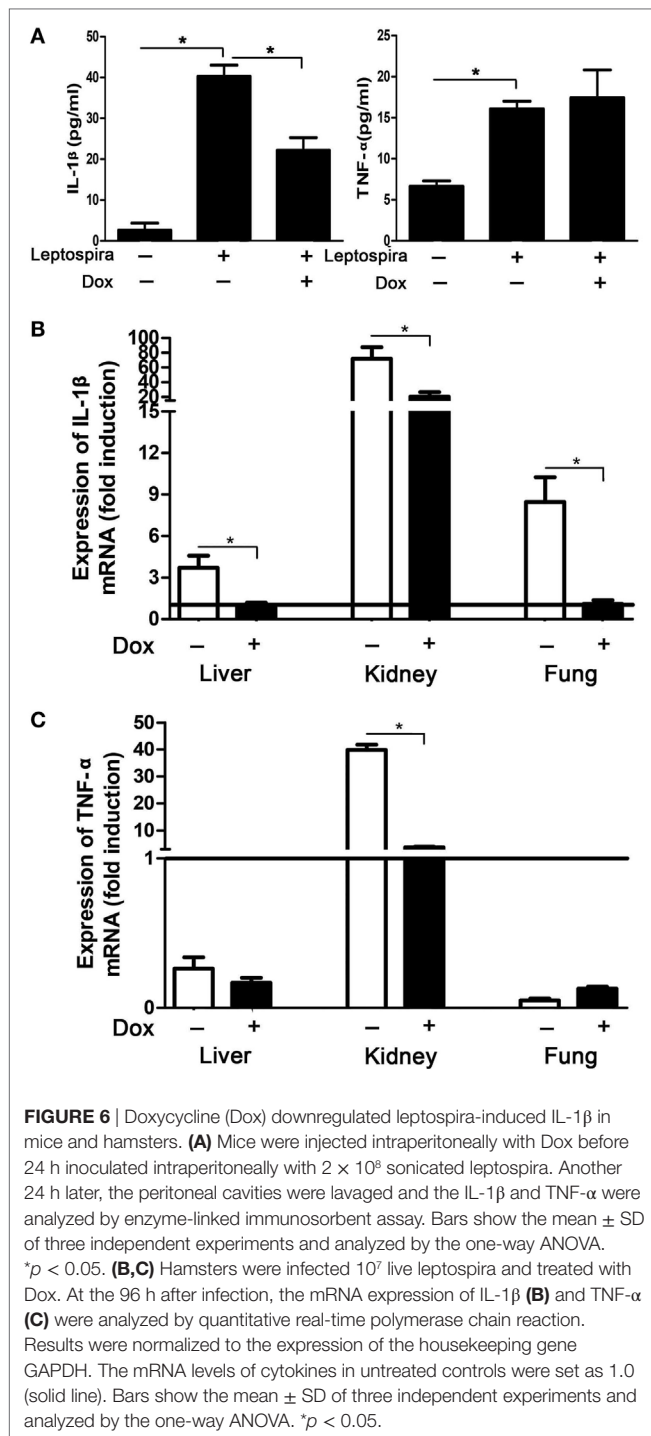 A
* *
IL-1β (pg/ml)
50
40
30
20
10
0
Leptospira – + +
Dox – – +
*
TNF-α(pg/ml)
25
20
15
10
5
0
Leptospira – + +
Dox – – +
B
Expression of IL-1β
mRNA (fold induction)
100
80
60
40
20
15
9
6
3
0
* * *
Dox – + – + – +
Liver Kidney Fung
C
Expression of TNF-α
mRNA (fold induction)
50
40
30
20
10
1
0
*
Dox – + – + – +
Liver Kidney Fung
FIGURE 6 | Doxycycline (Dox) downregulated leptospira-induced IL-1β in
mice and hamsters. (A) Mice were injected intraperitoneally with Dox before
24 h inoculated intraperitoneally with 2 × 10⁸ sonicated leptospira. Another
24 h later, the peritoneal cavities were lavaged and the IL-1β and TNF-α were
analyzed by enzyme-linked immunosorbent assay. Bars show the mean ± SD
of three independent experiments and analyzed by the one-way ANOVA.
*p < 0.05. (B,C) Hamsters were infected 10⁷ live leptospira and treated with
Dox. At the 96 h after infection, the mRNA expression of IL-1β (B) and TNF-α
(C) were analyzed by quantitative real-time polymerase chain reaction.
Results were normalized to the expression of the housekeeping gene
GAPDH. The mRNA levels of cytokines in untreated controls were set as 1.0
(solid line). Bars show the mean ± SD of three independent experiments and
analyzed by the one-way ANOVA. *p < 0.05.